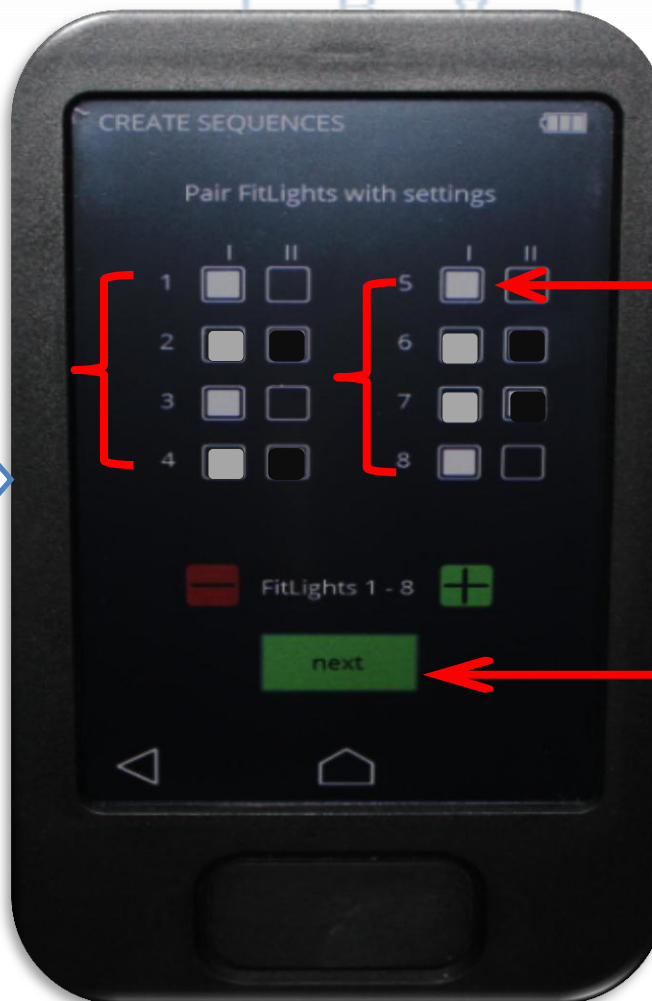 CREATE SEQUENCES
Pair FitLights with settings
I II I II
1 5
2 6
3 7
4 8
FitLights 1 - 8
next